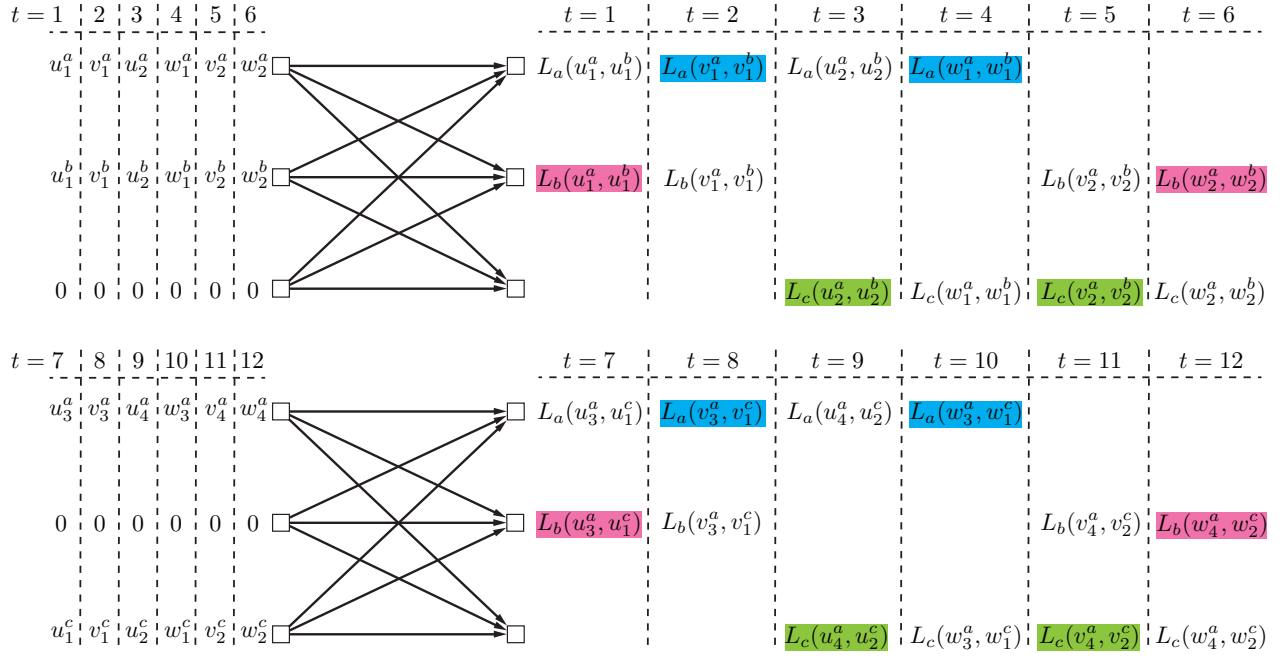 t = 1 2 3 4 5 6 t = 1 t = 2 t = 3 t = 4 t = 5 t = 6
u_1^a v_1^a u_2^a w_1^a v_2^a w_2^a L_a(u_1^a, u_1^b) L_a(v_1^a, v_1^b) L_a(u_2^a, u_2^b) L_a(w_1^a, w_1^b)
u_1^b v_1^b u_2^b w_1^b v_2^b w_2^b L_b(u_1^a, u_1^b) L_b(v_1^a, v_1^b) L_b(v_2^a, v_2^b) L_b(w_2^a, w_2^b)
0 0 0 0 0 0 L_c(u_2^a, u_2^b) L_c(w_1^a, w_1^b) L_c(v_2^a, v_2^b) L_c(w_2^a, w_2^b)
t = 7 8 9 10 11 12 t = 7 t = 8 t = 9 t = 10 t = 11 t = 12
u_3^a v_3^a u_4^a w_3^a v_4^a w_4^a L_a(u_3^a, u_1^c) L_a(v_3^a, v_1^c) L_a(u_4^a, u_2^c) L_a(w_3^a, w_1^c)
0 0 0 0 0 0 L_b(u_3^a, u_1^c) L_b(v_3^a, v_1^c) L_b(v_4^a, v_2^c) L_b(w_4^a, w_2^c)
u_1^c v_1^c u_2^c w_1^c v_2^c w_2^c L_c(u_4^a, u_2^c) L_c(w_3^a, w_1^c) L_c(v_4^a, v_2^c) L_c(w_4^a, w_2^c)